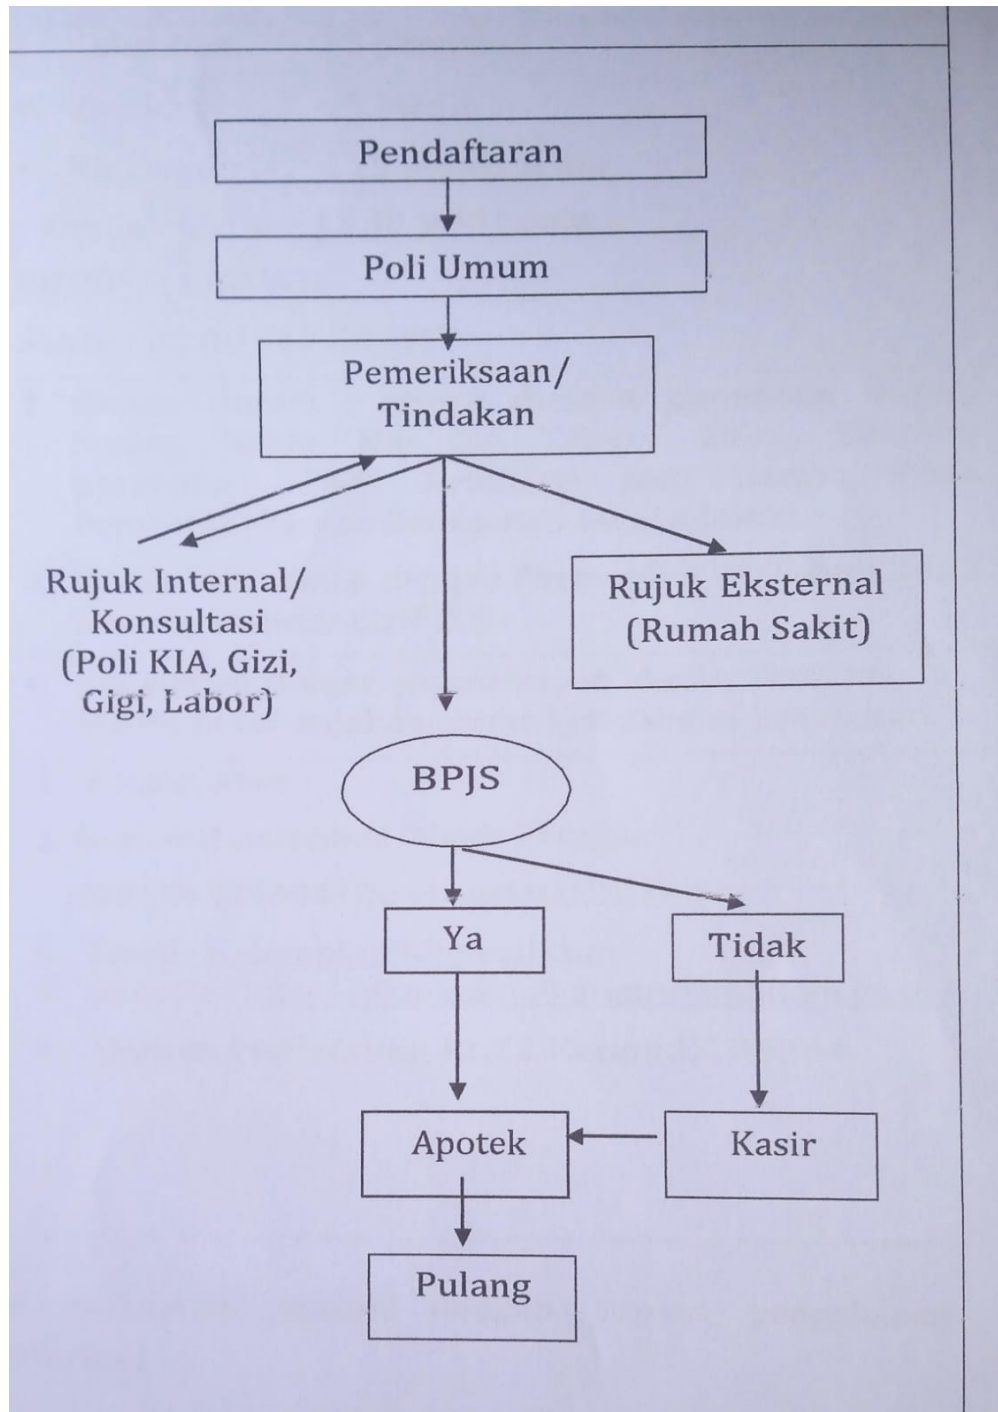 Pendaftaran
Poli Umum
Pemeriksaan/
Tindakan
Rujuk Internal/
Konsultasi
(Poli KIA, Gizi,
Gigi, Labor)
Rujuk Eksternal
(Rumah Sakit)
BPJS
Ya
Tidak
Apotek
Kasir
Pulang